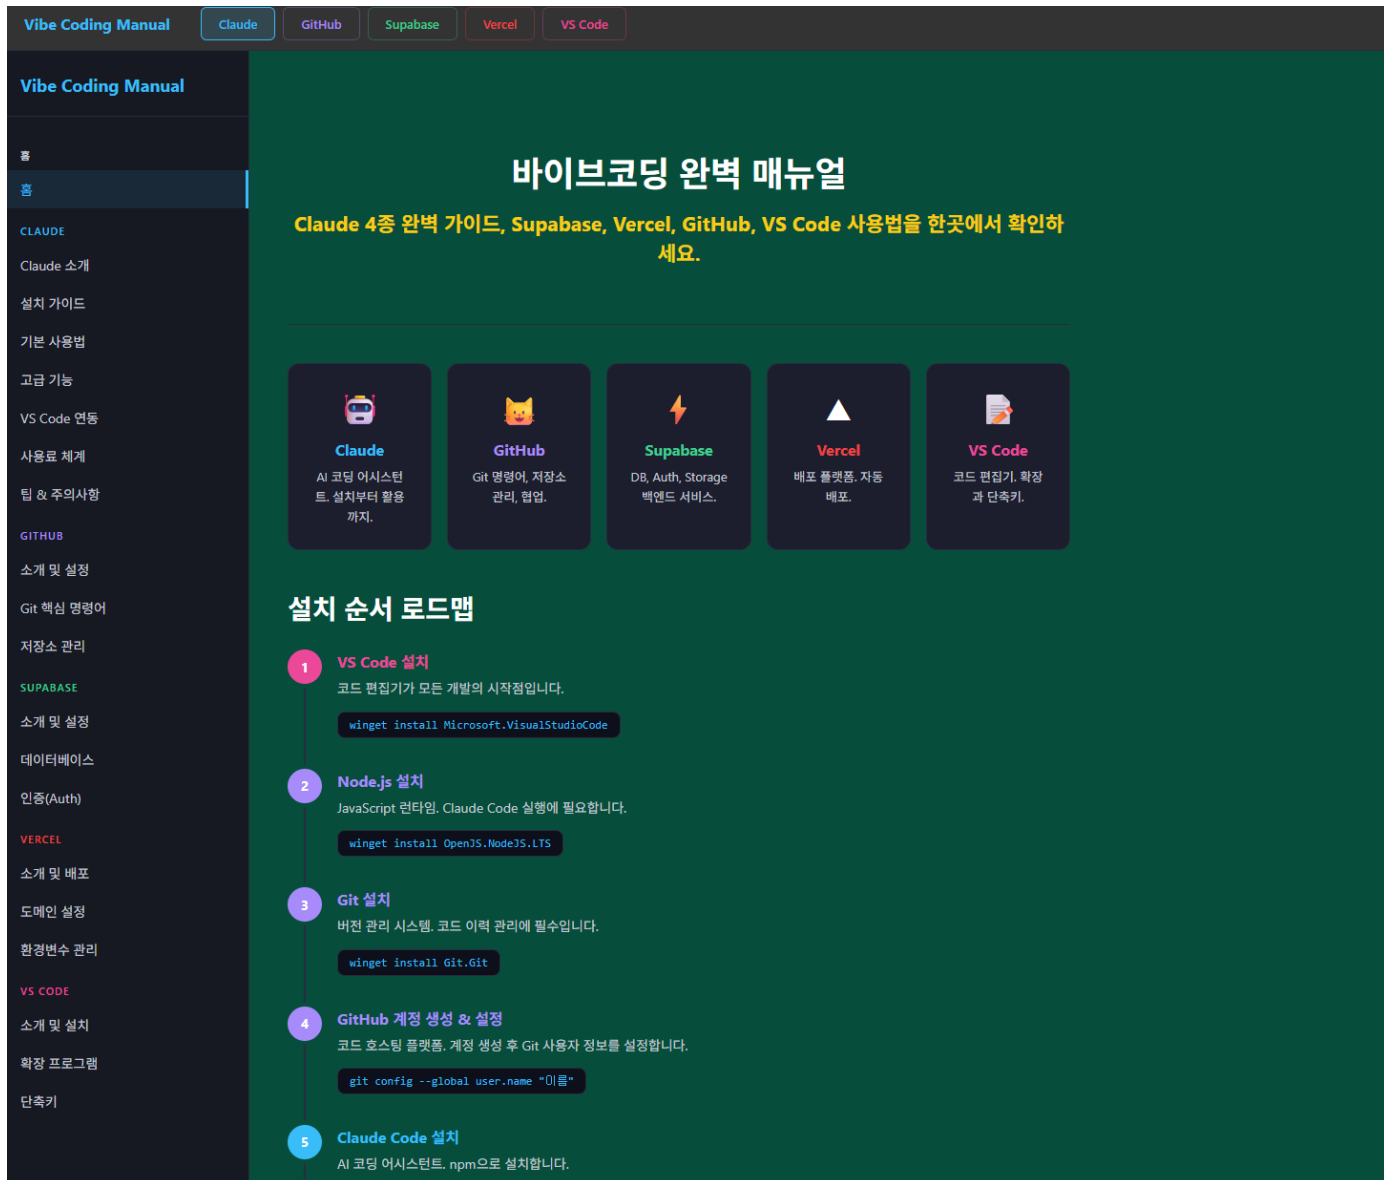 Vibe Coding Manual
Claude
GitHub
Supabase
Vercel
VS Code
Vibe Coding Manual
홈
홈
CLAUDE
Claude 소개
설치 가이드
기본 사용법
고급 기능
VS Code 연동
사용료 체계
팁 & 주의사항
GITHUB
소개 및 설정
Git 핵심 명령어
저장소 관리
SUPABASE
소개 및 설정
데이터베이스
인증(Auth)
VERCEL
소개 및 배포
도메인 설정
환경변수 관리
VS CODE
소개 및 설치
확장 프로그램
단축키
바이브코딩 완벽 매뉴얼
Claude 4종 완벽 가이드, Supabase, Vercel, GitHub, VS Code 사용법을 한곳에서 확인하
세요.
Claude
AI 코딩 어시스턴
트. 설치부터 활용
까지.
GitHub
Git 명령어, 저장소
관리, 협업.
Supabase
DB, Auth, Storage
백엔드 서비스.
Vercel
배포 플랫폼. 자동
배포.
VS Code
코드 편집기. 확장
과 단축키.
설치 순서 로드맵
1
VS Code 설치
코드 편집기가 모든 개발의 시작점입니다.
winget install Microsoft.VisualStudioCode
2
Node.js 설치
JavaScript 런타임. Claude Code 실행에 필요합니다.
winget install OpenJS.NodeJS.LTS
3
Git 설치
버전 관리 시스템. 코드 이력 관리에 필수입니다.
winget install Git.Git
4
GitHub 계정 생성 & 설정
코드 호스팅 플랫폼. 계정 생성 후 Git 사용자 정보를 설정합니다.
git config --global user.name "이름"
5
Claude Code 설치
AI 코딩 어시스턴트. npm으로 설치합니다.